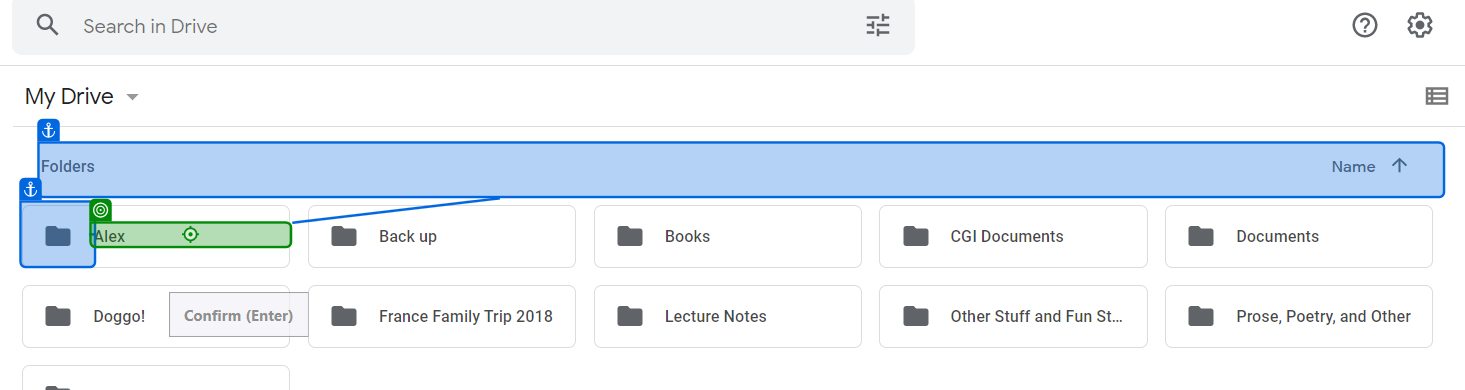 Search in Drive
My Drive
Folders Name
Alex Back up Books CGI Documents Documents
Doggo! Confirm (Enter) France Family Trip 2018 Lecture Notes Other Stuff and Fun St... Prose, Poetry, and Other